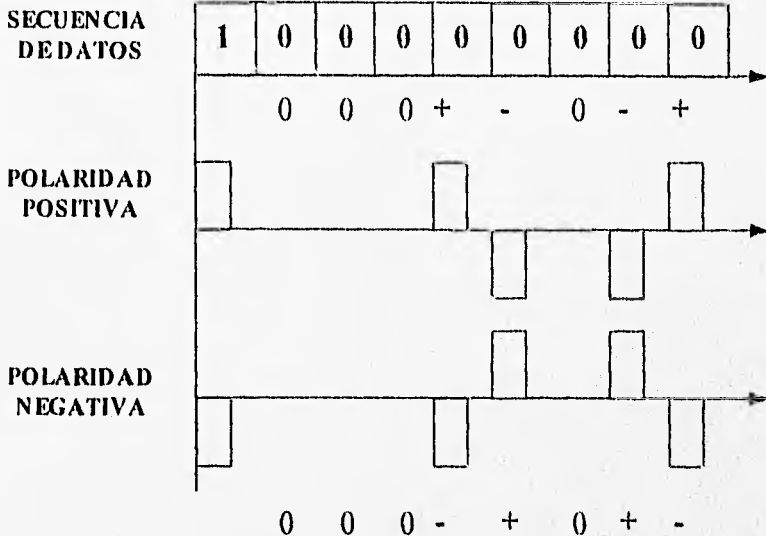 SECUENCIA
DE DATOS
1 0 0 0 0 0 0 0 0
0 0 0 + - 0 - +
POLARIDAD
POSITIVA
POLARIDAD
NEGATIVA
0 0 0 - + 0 + -